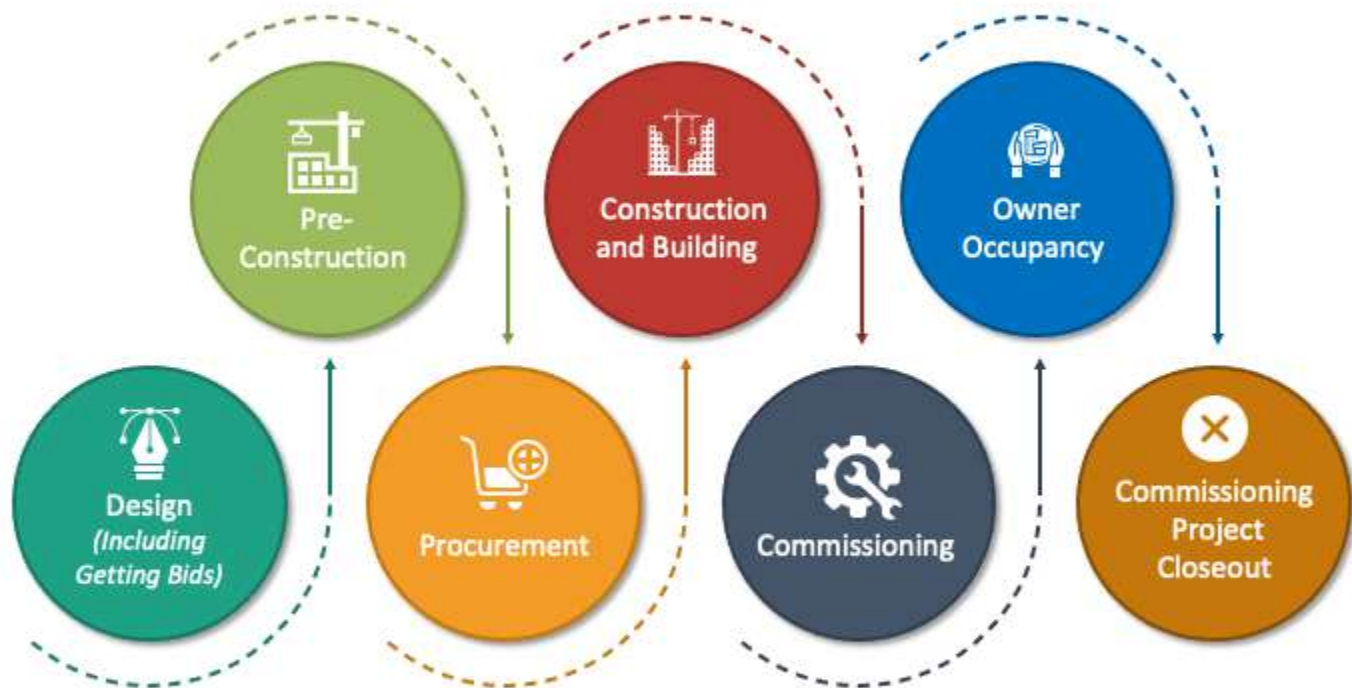 Design
(Including
Getting Bids)
Pre-
Construction
Procurement
Construction
and Building
Commissioning
Owner
Occupancy
Commissioning
Project
Closeout